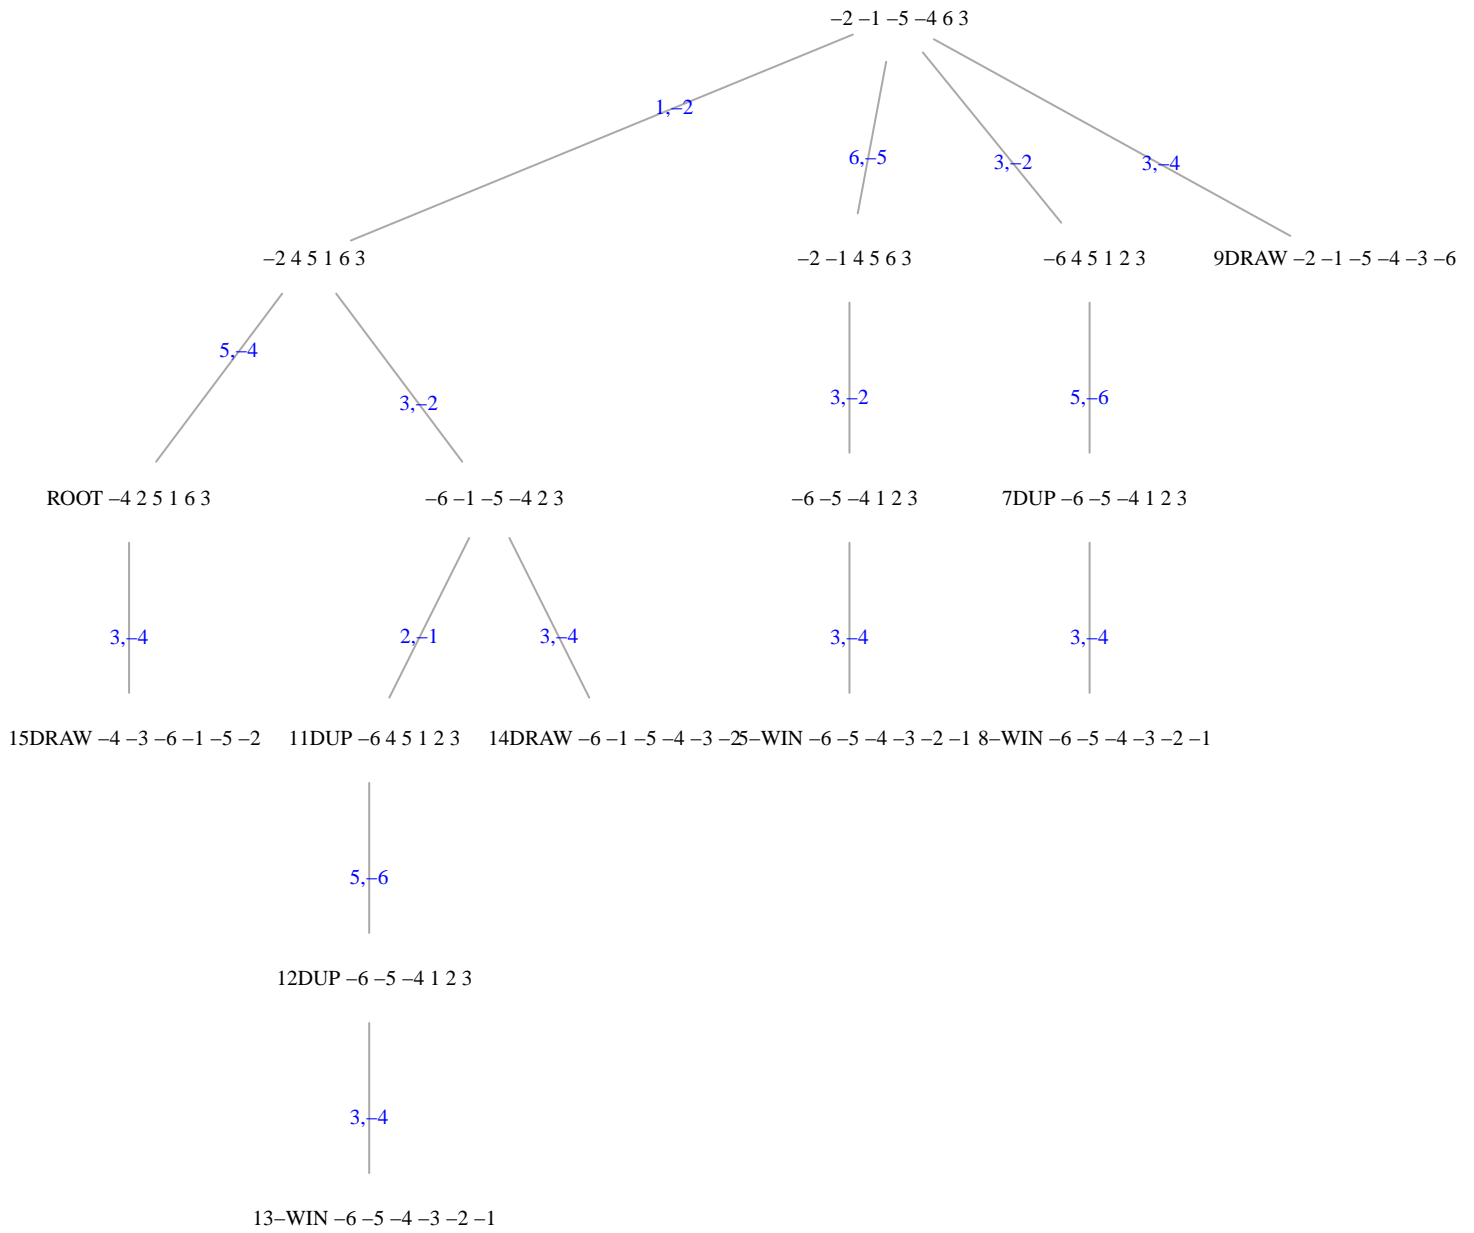 –2 –1 –5 –4 6 3
1,–2
6,–5
3,–2
3,–4
–2 4 5 1 6 3
–2 –1 4 5 6 3
–6 4 5 1 2 3
9DRAW –2 –1 –5 –4 –3 –6
5,–4
3,–2
3,–2
5,–6
ROOT –4 2 5 1 6 3
–6 –1 –5 –4 2 3
–6 –5 –4 1 2 3
7DUP –6 –5 –4 1 2 3
3,–4
2,–1
3,–4
3,–4
3,–4
15DRAW –4 –3 –6 –1 –5 –2
11DUP –6 4 5 1 2 3
14DRAW –6 –1 –5 –4 –3 –2
5–WIN –6 –5 –4 –3 –2 –1
8–WIN –6 –5 –4 –3 –2 –1
5,–6
12DUP –6 –5 –4 1 2 3
3,–4
13–WIN –6 –5 –4 –3 –2 –1